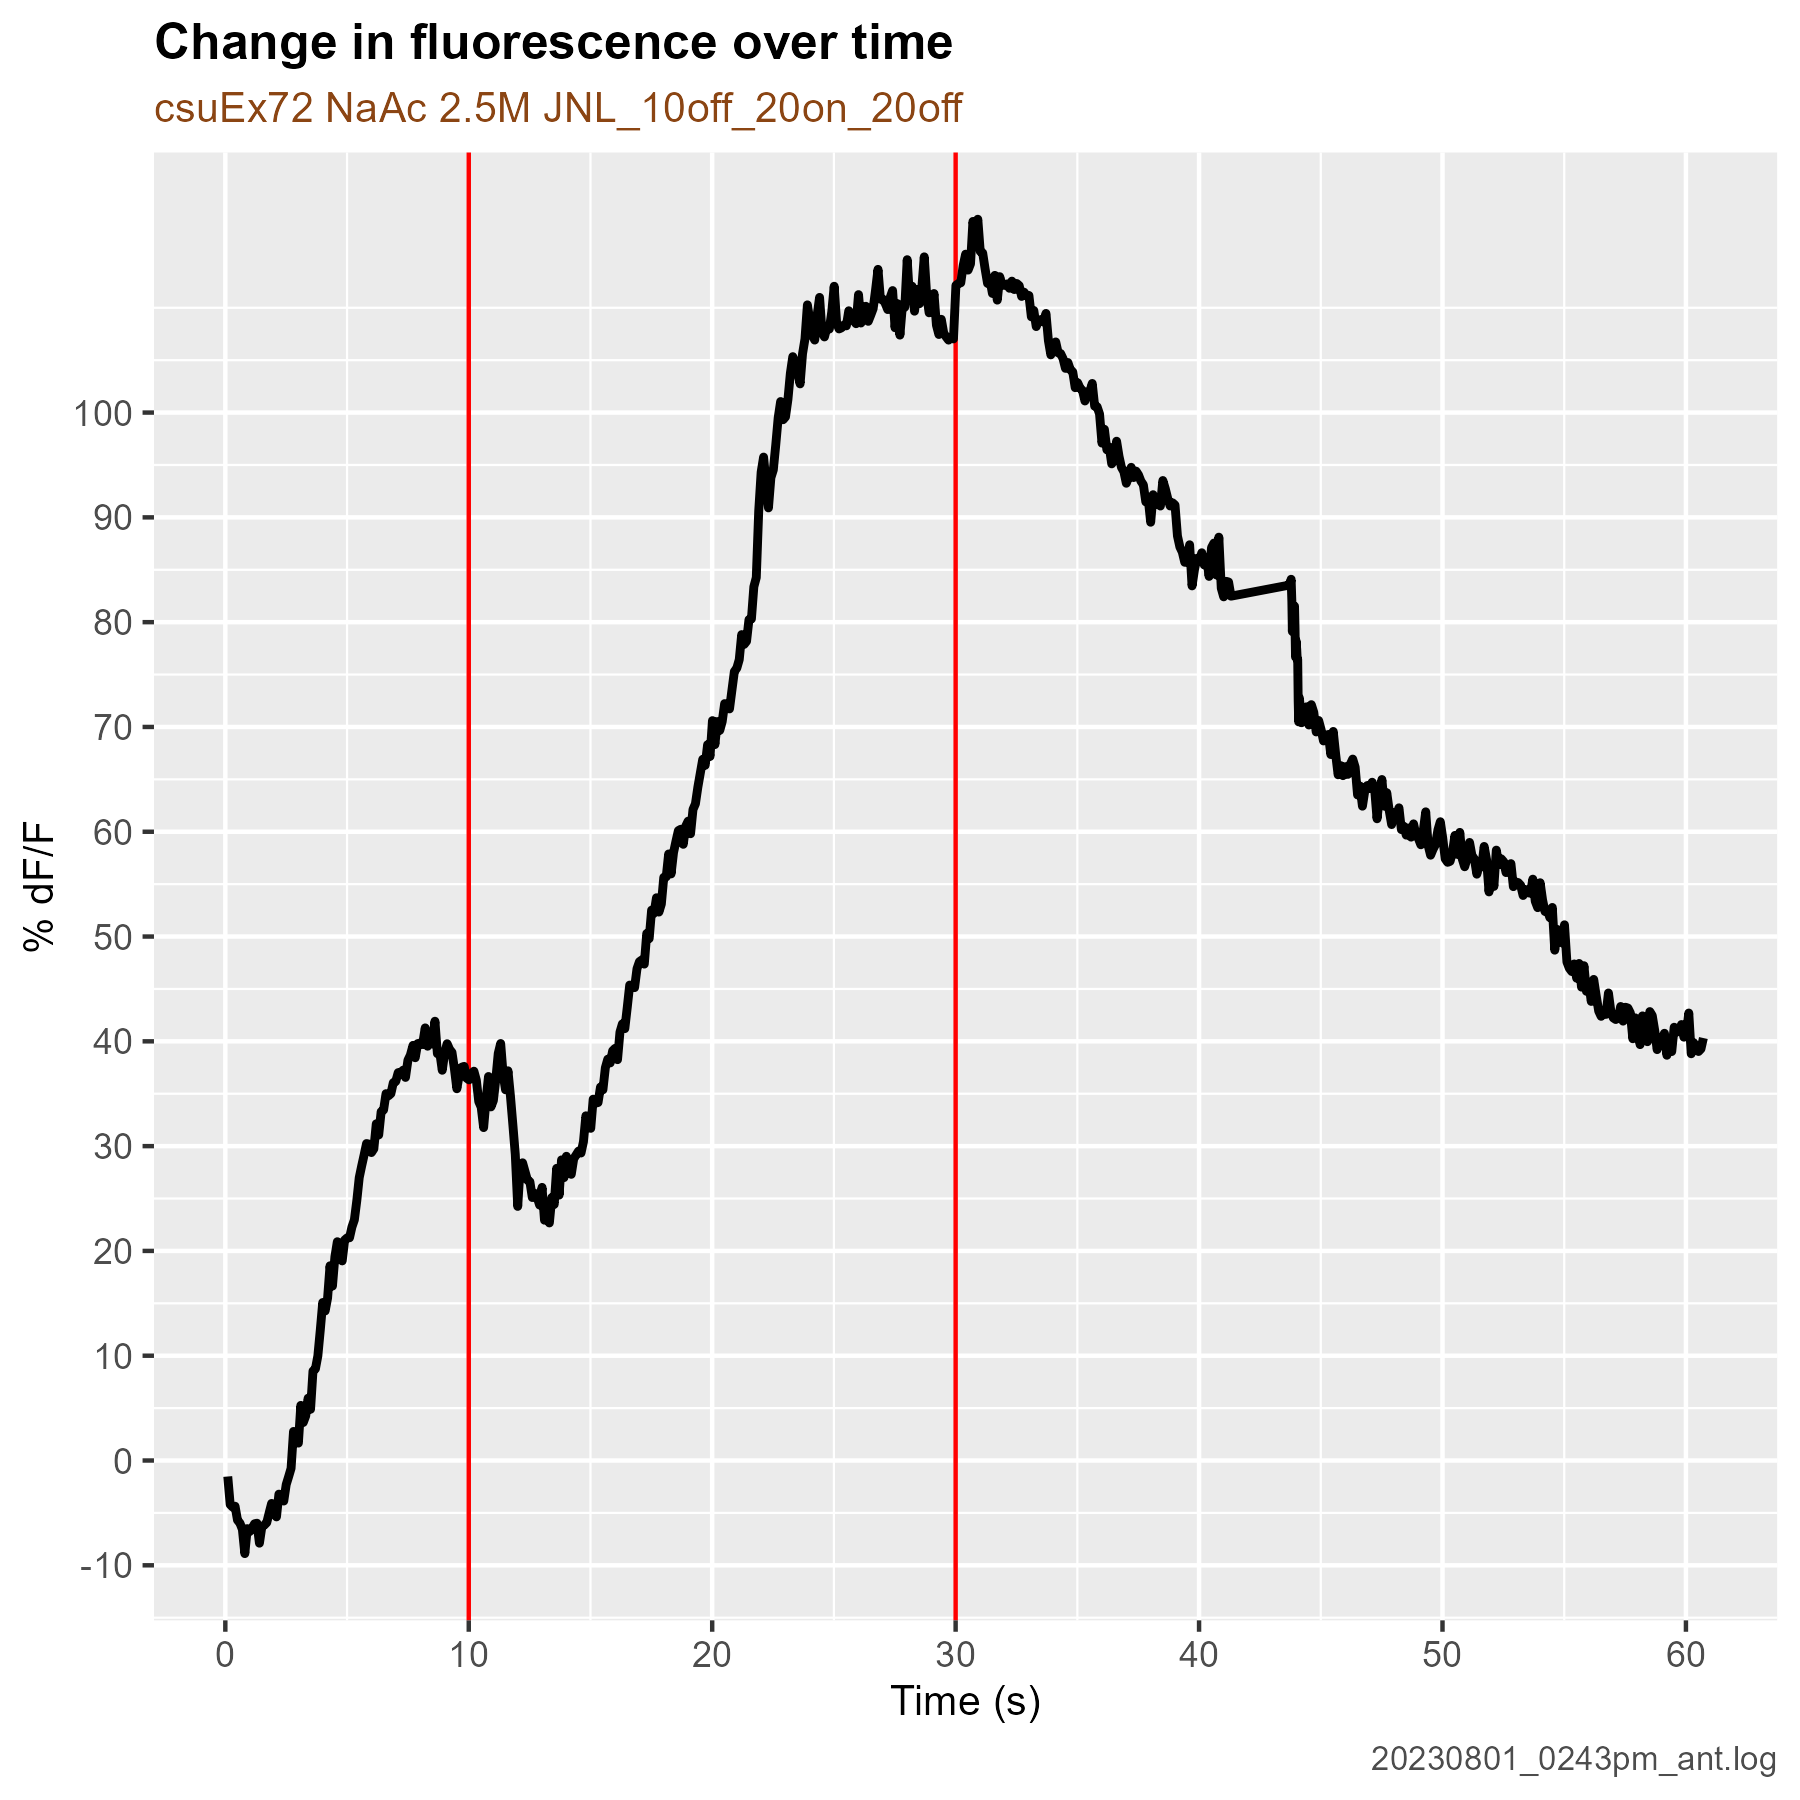 Change in fluorescence over time
csuEx72 NaAc 2.5M JNL_10off_20on_20off
% dF/F
100
90
80
70
60
50
40
30
20
10
0
-10
0 10 20 30 40 50 60
Time (s)
20230801_0243pm_ant.log